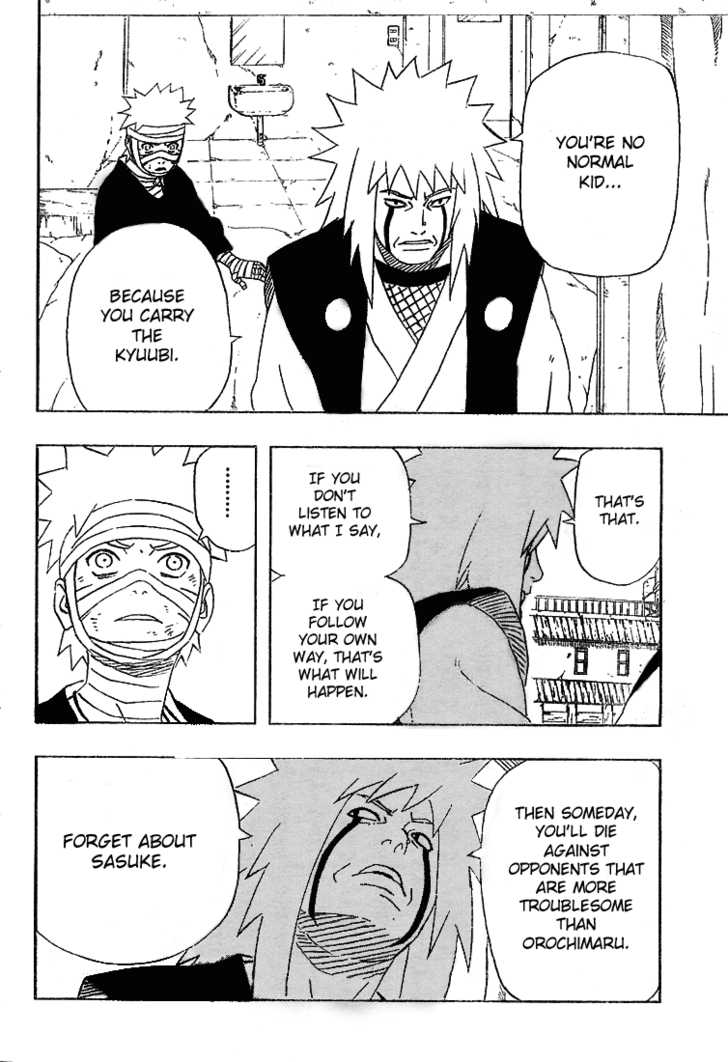 YOU'RE NO
NORMAL
KID...
BECAUSE
YOU CARRY
THE
KYUUBI.
THAT'S
THAT.
IF YOU
DON'T
LISTEN TO
WHAT I SAY,
IF YOU
FOLLOW
YOUR OWN
WAY, THAT'S
WHAT WILL
HAPPEN.
........
THEN SOMEDAY,
YOU'LL DIE
AGAINST
OPPONENTS THAT
ARE MORE
TROUBLESOME
THAN
OROCHIMARU.
FORGET ABOUT
SASUKE.